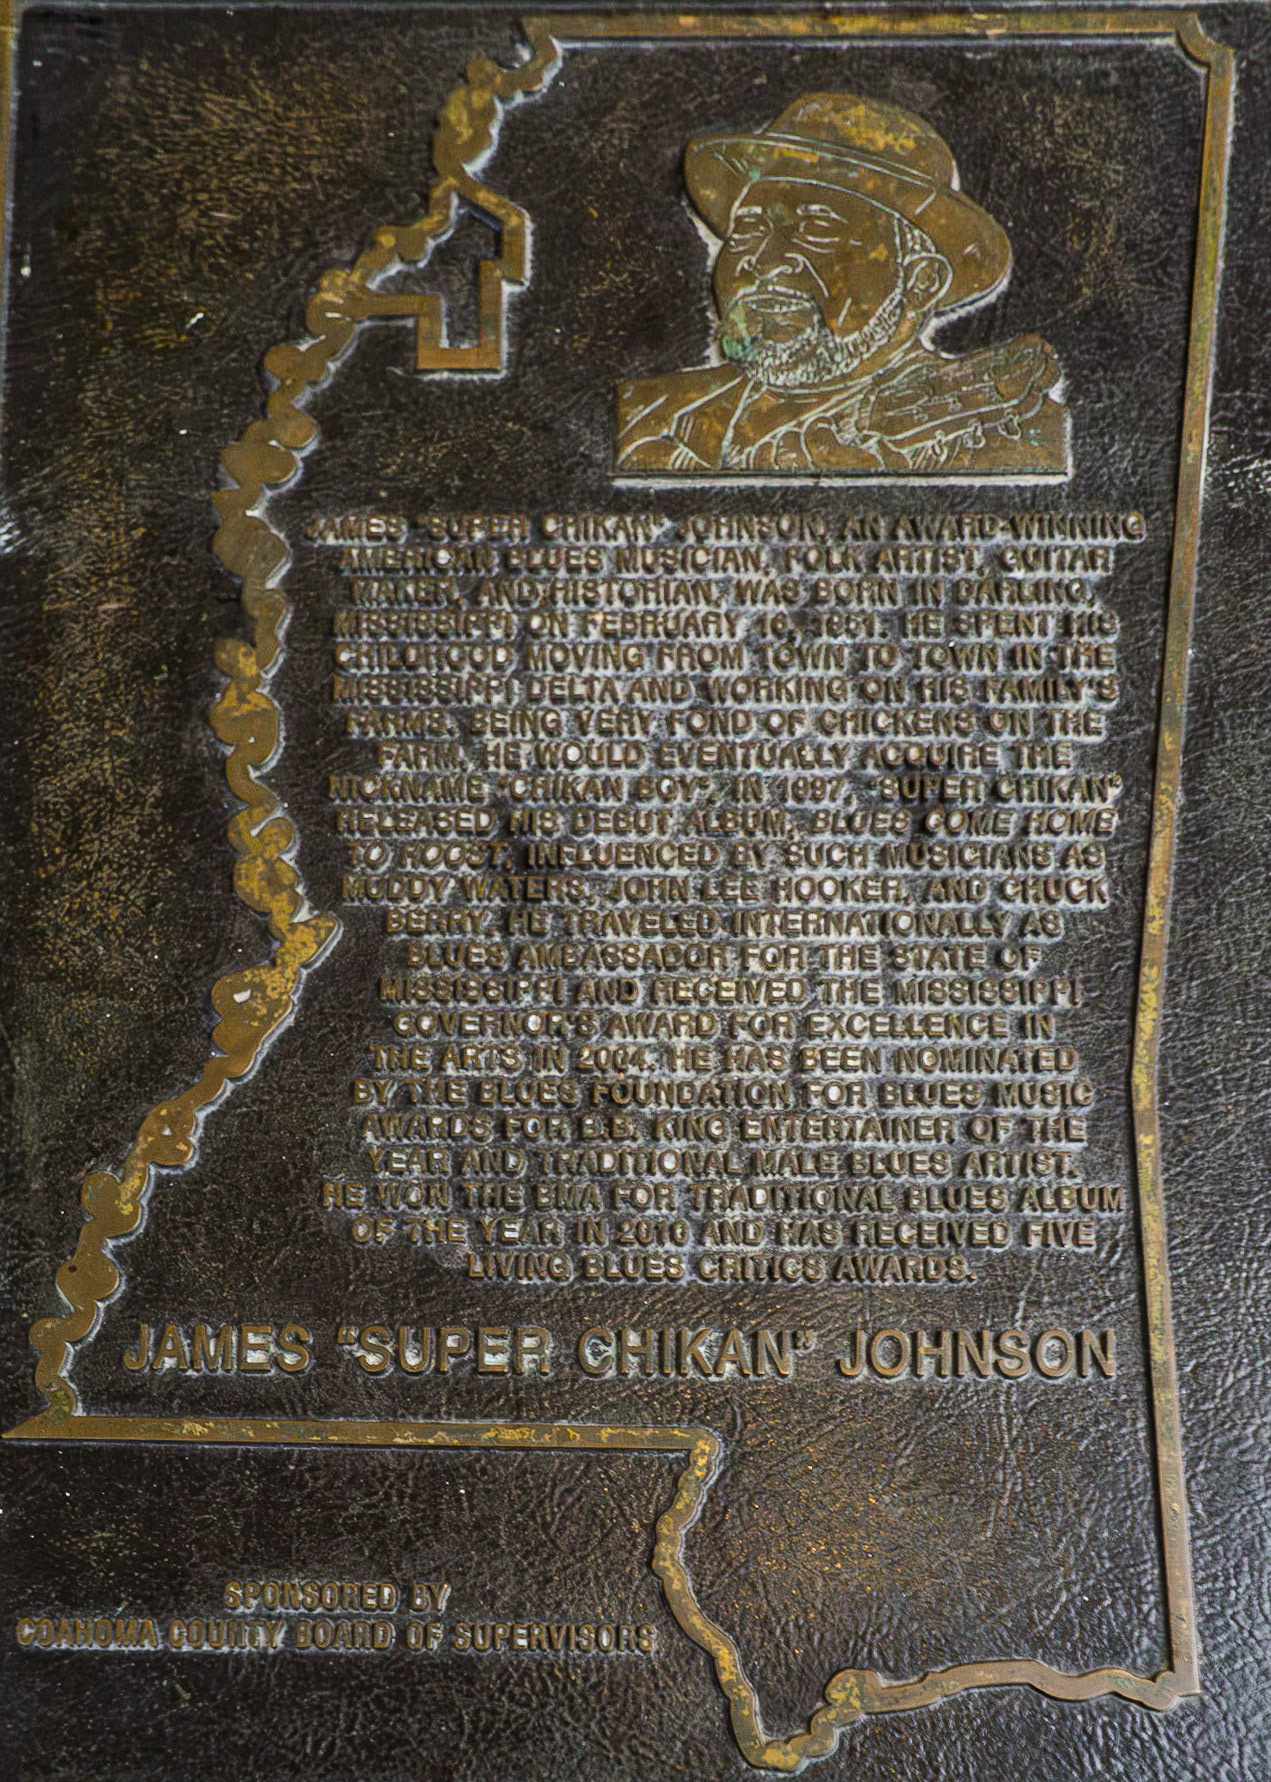 JAMES "SUPER CHIKAN" JOHNSON, AN AWARD-WINNING
AMERICAN BLUES MUSICIAN, FOLK ARTIST, GUITAR
MAKER, AND HISTORIAN, WAS BORN IN DARLING,
MISSISSIPPI ON FEBRUARY 16, 1951. HE SPENT HIS
CHILDHOOD MOVING FROM TOWN TO TOWN IN THE
MISSISSIPPI DELTA AND WORKING ON HIS FAMILY'S
FARMS. BEING VERY FOND OF CHICKENS ON THE
FARM, HE WOULD EVENTUALLY ACQUIRE THE
NICKNAME "CHIKAN BOY". IN 1997, "SUPER CHIKAN"
RELEASED HIS DEBUT ALBUM, BLUES COME HOME
TO ROOST, INFLUENCED BY SUCH MUSICIANS AS
MUDDY WATERS, JOHN LEE HOOKER, AND CHUCK
BERRY. HE TRAVELED INTERNATIONALLY AS
BLUES AMBASSADOR FOR THE STATE OF
MISSISSIPPI AND RECEIVED THE MISSISSIPPI
GOVERNOR'S AWARD FOR EXCELLENCE IN
THE ARTS IN 2004. HE HAS BEEN NOMINATED
BY THE BLUES FOUNDATION FOR BLUES MUSIC
AWARDS FOR B.B. KING ENTERTAINER OF THE
YEAR AND TRADITIONAL MALE BLUES ARTIST.
HE WON THE BMA FOR TRADITIONAL BLUES ALBUM
OF THE YEAR IN 2010 AND HAS RECEIVED FIVE
LIVING BLUES CRITICS AWARDS.
JAMES "SUPER CHIKAN" JOHNSON
SPONSORED BY
COAHOMA COUNTY BOARD OF SUPERVISORS